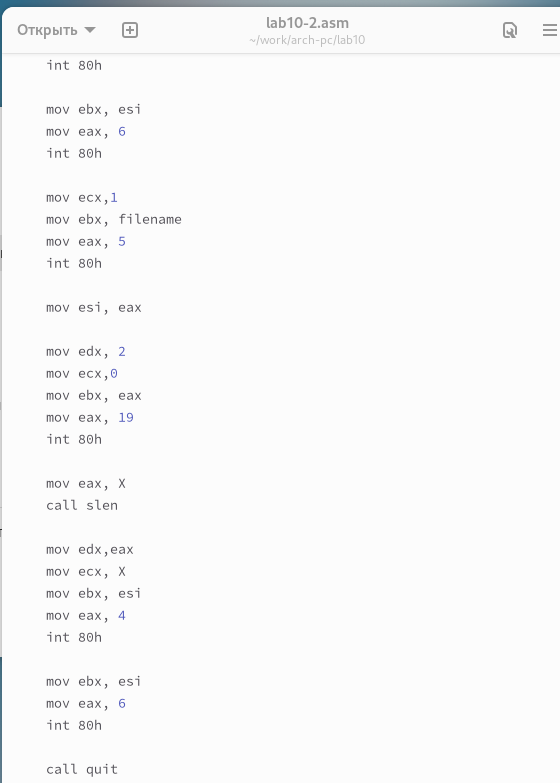 Открыть
lab10-2.asm
~/work/arch-pc/lab10
int 80h
mov ebx, esi
mov eax, 6
int 80h
mov ecx,1
mov ebx, filename
mov eax, 5
int 80h
mov esi, eax
mov edx, 2
mov ecx,0
mov ebx, eax
mov eax, 19
int 80h
mov eax, X
call slen
mov edx,eax
mov ecx, X
mov ebx, esi
mov eax, 4
int 80h
mov ebx, esi
mov eax, 6
int 80h
call quit